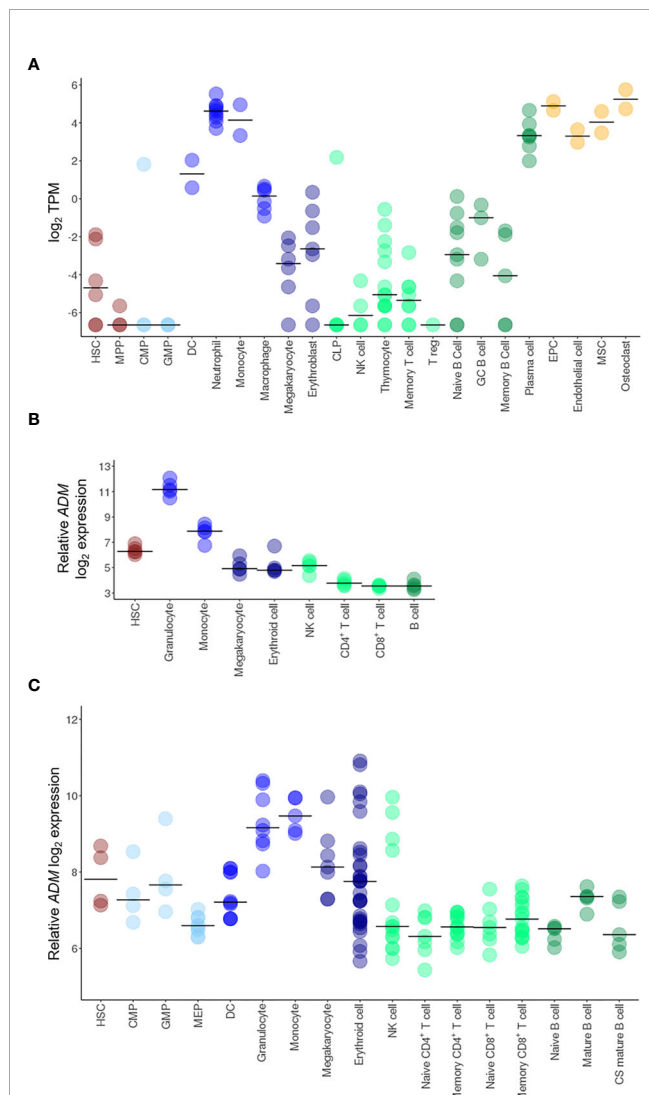 A
log2 TPM
6
4
2
0
-2
-4
-6
HSC
MPP
CMP
GMP
DC
Neutrophil
Monocyte
Macrophage
Megakaryocyte
Erythroblast
CLP
NK cell
Thymocyte
Memory T cell
T reg
Naive B Cell
GC B cell
Memory B Cell
Plasma cell
EPC
Endothelial cell
MSC
Osteoclast
B
Relative ADM
log2 expression
13
11
9
7
5
3
HSC
Granulocyte
Monocyte
Megakaryocyte
Erythroid cell
NK cell
CD4+ T cell
CD8+ T cell
B cell
C
Relative ADM log2 expression
12
10
8
6
HSC
CMP
GMP
MEP
DC
Granulocyte
Monocyte
Megakaryocyte
Erythroid cell
NK cell
Naive CD4+ T cell
Memory CD4+ T cell
Naive CD8+ T cell
Memory CD8+ T cell
Naive B cell
Mature B cell
CS mature B cell